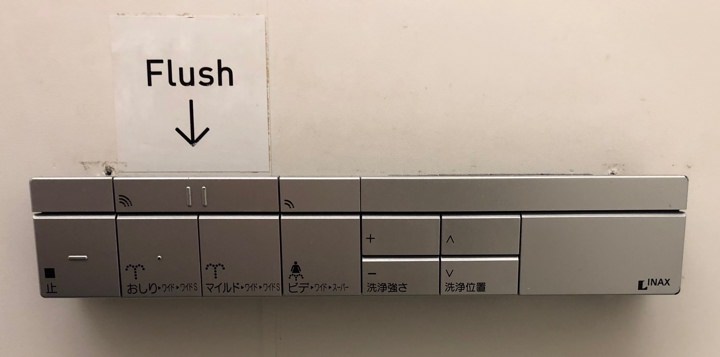 Flush
止
おしり▸ワイド▸ワイドS
マイルド▸ワイド▸ワイドS
ビデ▸ワイド▸スーパー
+
−
洗浄強さ
洗浄位置
INAX